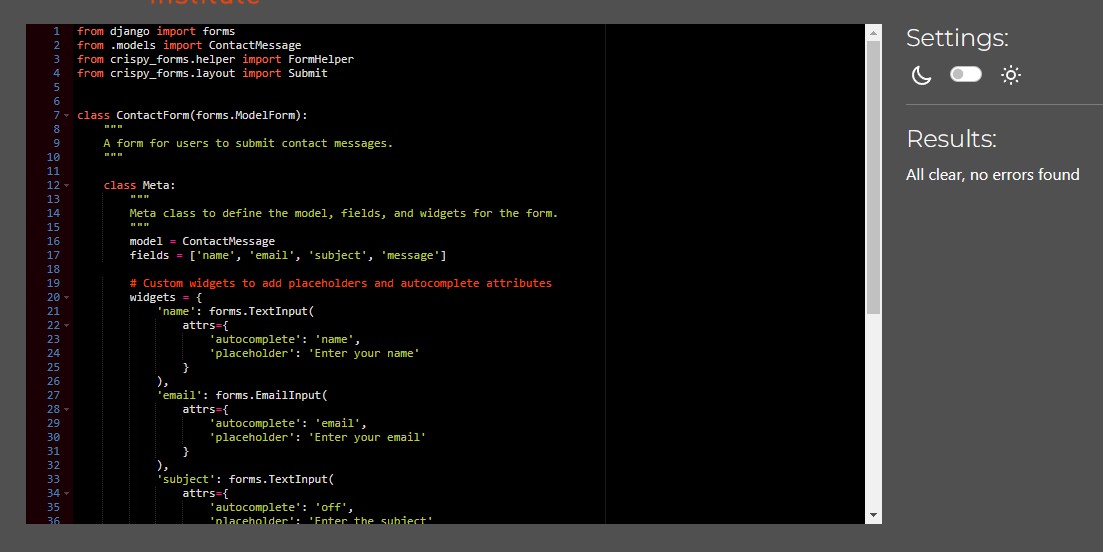 Institute
1 from django import forms
2 from .models import ContactMessage
3 from crispy_forms.helper import FormHelper
4 from crispy_forms.layout import Submit
5
6
7 class ContactForm(forms.ModelForm):
8     """
9     A form for users to submit contact messages.
10     """
11
12     class Meta:
13         """
14         Meta class to define the model, fields, and widgets for the form.
15         """
16         model = ContactMessage
17         fields = ['name', 'email', 'subject', 'message']
18
19         # Custom widgets to add placeholders and autocomplete attributes
20         widgets = {
21             'name': forms.TextInput(
22                 attrs={
23                     'autocomplete': 'name',
24                     'placeholder': 'Enter your name'
25                 }
26             ),
27             'email': forms.EmailInput(
28                 attrs={
29                     'autocomplete': 'email',
30                     'placeholder': 'Enter your email'
31                 }
32             ),
33             'subject': forms.TextInput(
34                 attrs={
35                     'autocomplete': 'off',
36                     'placeholder': 'Enter the subject'
Settings:
Results:
All clear, no errors found